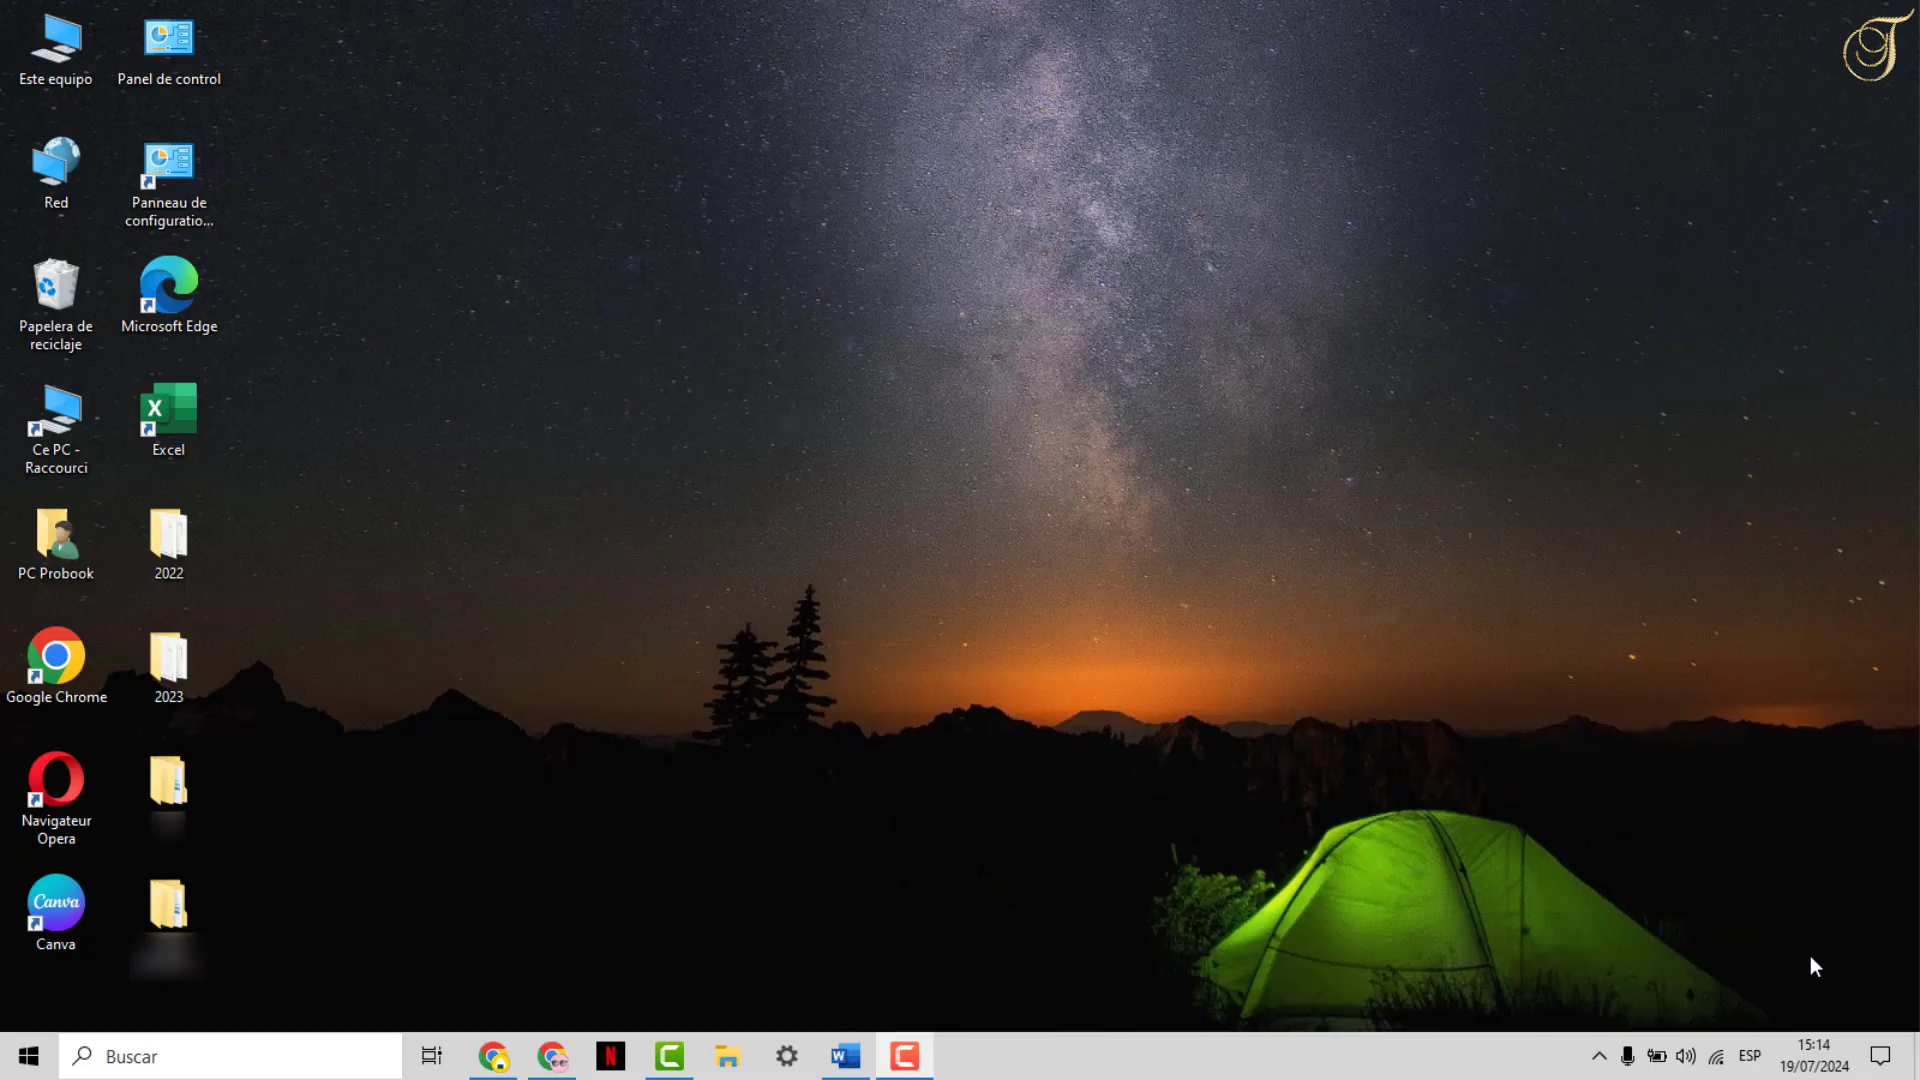 Este equipo
Panel de control
Red
Panneau de
configuratio...
Papelera de
reciclaje
Microsoft Edge
Ce PC -
Raccourci
X
Excel
PC Probook
2022
Google Chrome
2023
Navigateur
Opera
Canva
Canva
Buscar
N
W
ESP
15:14
19/07/2024